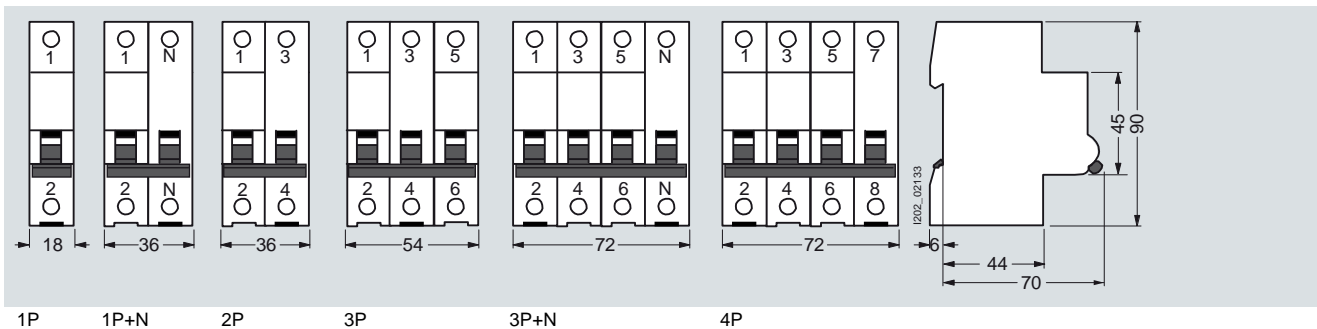 1 1 N 1 3 1 3 5 1 3 5 N 1 3 5 7
2 2 N 2 4 2 4 6 2 4 6 N 2 4 6 8
45
90
I202_02133
18 36 36 54 72 72 6
44
70
1P 1P+N 2P 3P 3P+N 4P